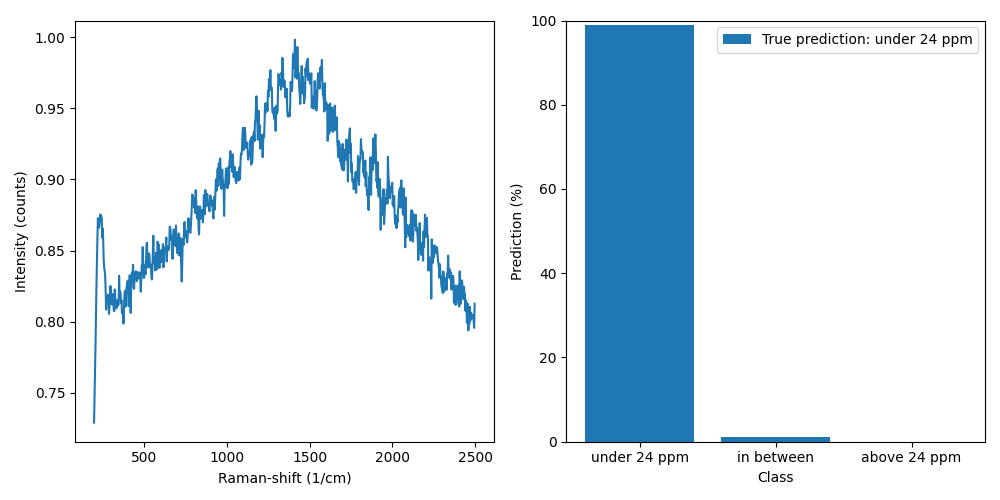 1.00
0.95
0.90
0.85
0.80
0.75
Intensity (counts)
500
1000
1500
2000
2500
Raman-shift (1/cm)
100
80
60
40
20
0
Prediction (%)
True prediction: under 24 ppm
under 24 ppm
in between
above 24 ppm
Class